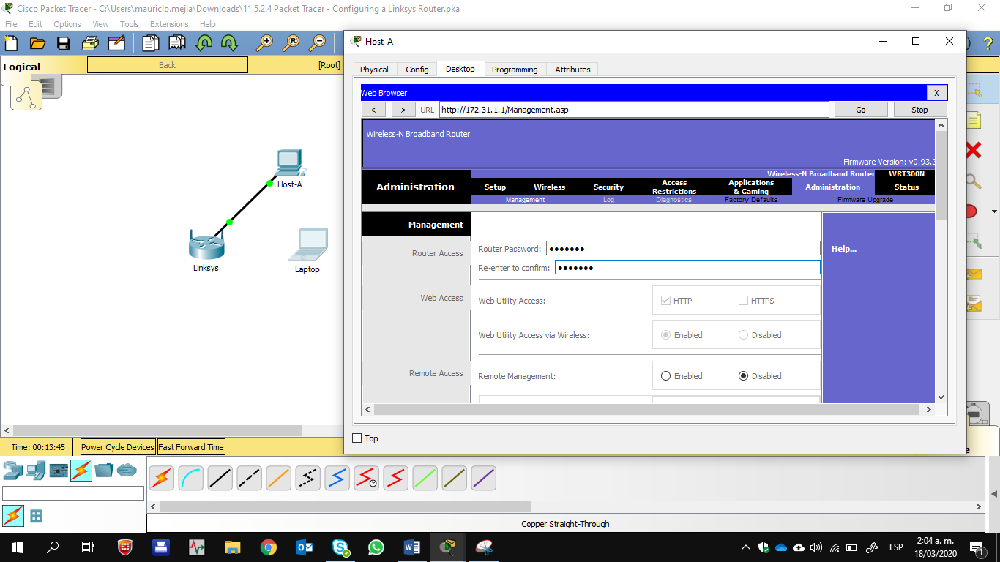 Cisco Packet Tracer - C:\Users\mauricio.mejia\Downloads\11.5.2.4 Packet Tracer - Configuring a Linksys Router.pka
File Edit Options View Tools Extensions Help
Logical Back [Root]
Host-A
Linksys
Laptop
Host-A
Physical Config Desktop Programming Attributes
Web Browser X
< > URL http://172.31.1.1/Management.asp Go Stop
Wireless-N Broadband Router
Firmware Version: v0.93.3
Wireless-N Broadband Router WRT300N
Administration Setup Wireless Security Access Restrictions Applications & Gaming Administration Status
Management Log Diagnostics Factory Defaults Firmware Upgrade
Management
Router Access Router Password: •••••••
Re-enter to confirm: •••••••
Help...
Web Access Web Utility Access: HTTP HTTPS
Web Utility Access via Wireless: Enabled Disabled
Remote Access Remote Management: Enabled Disabled
Top
Time: 00:13:45 Power Cycle Devices Fast Forward Time
Copper Straight-Through
ESP 2:04 a. m.
18/03/2020
1